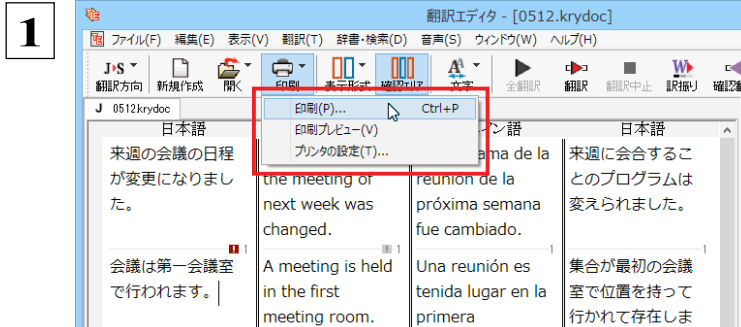 1
翻訳エディタ - [0512.krydoc]
ファイル(F) 編集(E) 表示(V) 翻訳(T) 辞書・検索(D) 音声(S) ウィンドウ(W) ヘルプ(H)
J▸S
翻訳方向 新規作成 開く 印刷 表示形式 確認エリア 文字 全翻訳 翻訳 翻訳中止 訳振り
J 0512.krydoc
印刷(P)... Ctrl+P
印刷プレビュー(V)
プリンタの設定(T)...
日本語
来週の会議の日程
が変更になりまし
た。
1
会議は第一会議室
で行われます。
the meeting of
next week was
changed.
1
A meeting is held
in the first
meeting room.
イン語
ama de la
reunión de la
próxima semana
fue cambiado.
1
Una reunión es
tenida lugar en la
primera
日本語
来週に会合するこ
とのプログラムは
変えられました。
1
集合が最初の会議
室で位置を持って
行かれて存在しま